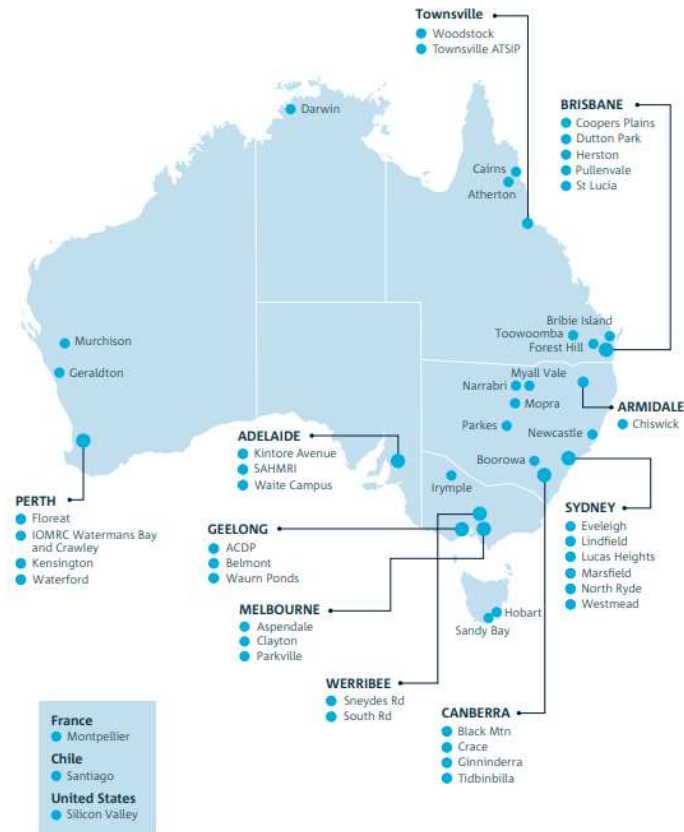 Townsville
Woodstock
Townsville ATSIP
Darwin
BRISBANE
Coopers Plains
Dutton Park
Herston
Pullenvale
St Lucia
Cairns
Atherton
Bribie Island
Toowoomba
Forest Hill
Murchison
Geraldton
Myall Vale
Narrabri
Mopra
ARMIDALE
Chiswick
Parkes
Newcastle
ADELAIDE
Kintore Avenue
SAHMRI
Waite Campus
Boorowa
Irymple
PERTH
Floreat
IOMRC Watermans Bay
and Crawley
Kensington
Waterford
SYDNEY
Eveleigh
Lindfield
Lucas Heights
Marsfield
North Ryde
Westmead
GEELONG
ACDP
Belmont
Waurn Ponds
MELBOURNE
Aspendale
Clayton
Parkville
Hobart
Sandy Bay
WERRIBEE
Sneydes Rd
South Rd
CANBERRA
Black Mtn
Crace
Ginninderra
Tidbinbilla
France
Montpellier
Chile
Santiago
United States
Silicon Valley